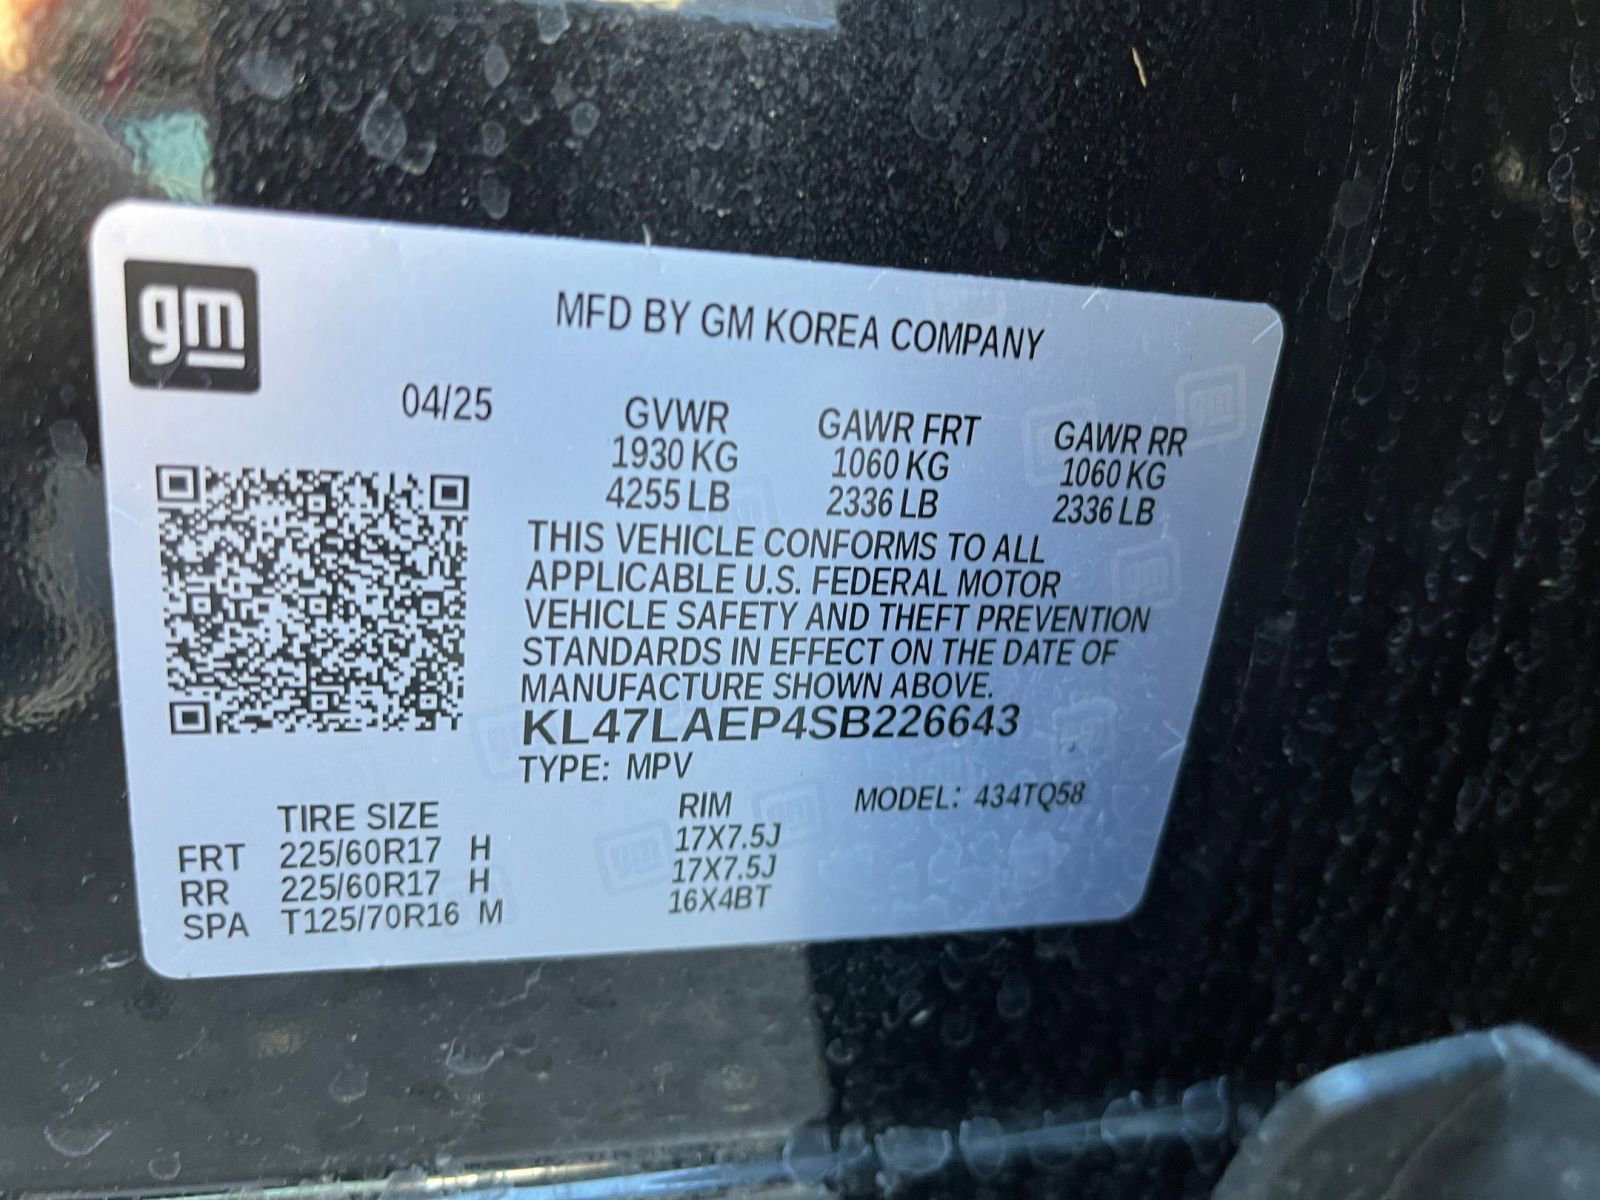 gm
MFD BY GM KOREA COMPANY
04/25
GVWR GAWR FRT GAWR RR
1930 KG 1060 KG 1060 KG
4255 LB 2336 LB 2336 LB
THIS VEHICLE CONFORMS TO ALL
APPLICABLE U.S. FEDERAL MOTOR
VEHICLE SAFETY AND THEFT PREVENTION
STANDARDS IN EFFECT ON THE DATE OF
MANUFACTURE SHOWN ABOVE.
KL47LAEP4SB226643
TYPE: MPV
TIRE SIZE RIM MODEL: 434TQ58
FRT 225/60R17 H 17X7.5J
RR 225/60R17 H 17X7.5J
SPA T125/70R16 M 16X4BT